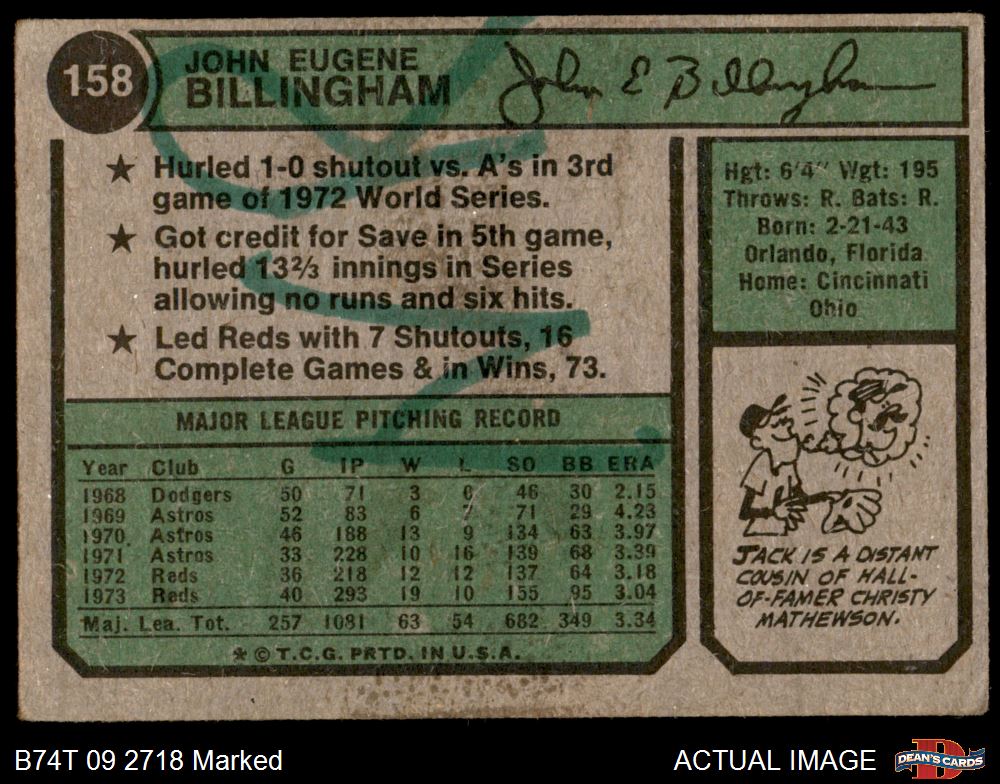 158
JOHN EUGENE
BILLINGHAM
John E Billingham
★ Hurled 1-0 shutout vs. A's in 3rd
game of 1972 World Series.
★ Got credit for Save in 5th game,
hurled 13⅔ innings in Series
allowing no runs and six hits.
★ Led Reds with 7 Shutouts, 16
Complete Games & in Wins, 73.
Hgt: 6'4" Wgt: 195
Throws: R. Bats: R.
Born: 2-21-43
Orlando, Florida
Home: Cincinnati
Ohio
MAJOR LEAGUE PITCHING RECORD
Year Club G IP W L SO BB ERA
1968 Dodgers 50 71 3 0 46 30 2.15
1969 Astros 52 83 6 7 71 29 4.23
1970 Astros 46 188 13 9 134 63 3.97
1971 Astros 33 228 10 16 139 68 3.39
1972 Reds 36 218 12 12 137 64 3.18
1973 Reds 40 293 19 10 155 95 3.04
Maj. Lea. Tot. 257 1081 63 54 682 349 3.34
* © T.C.G. PRTD. IN U.S.A.
JACK IS A DISTANT
COUSIN OF HALL-
OF-FAMER CHRISTY
MATHEWSON.
B74T 09 2718 Marked
ACTUAL IMAGE
DEAN'S CARDS